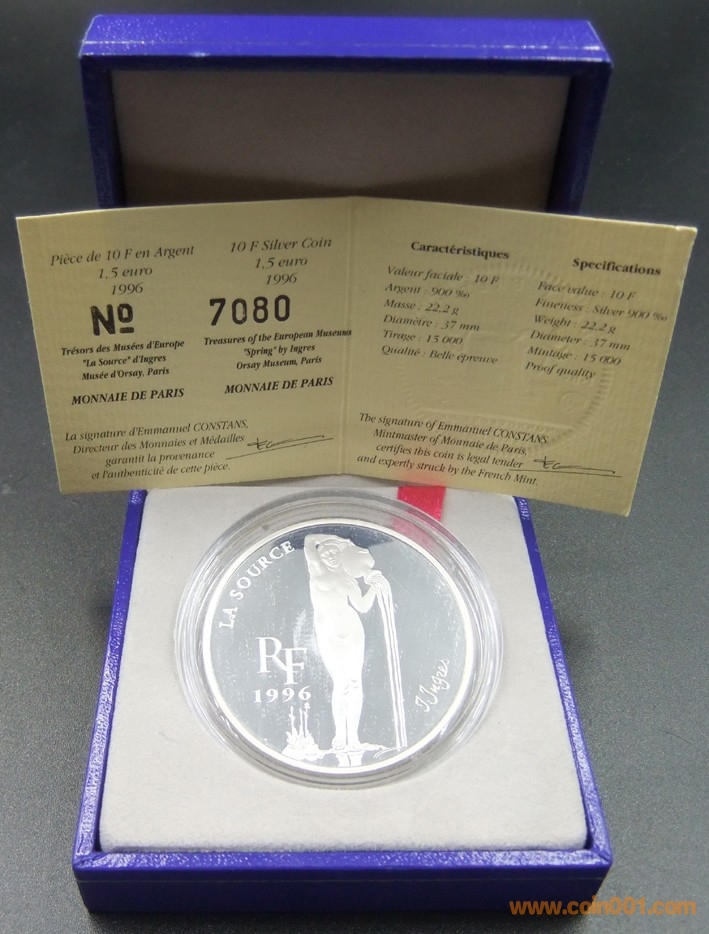 Pièce de 10 F en Argent
1,5 euro
1996
Nº
Trésors des Musées d'Europe
"La Source" d'Ingres
Musée d'Orsay, Paris
MONNAIE DE PARIS
10 F Silver Coin
1,5 euro
1996
7080
Treasures of the European Museums
"Spring" by Ingres
Orsay Museum, Paris
MONNAIE DE PARIS
La signature d'Emmanuel CONSTANS,
Directeur des Monnaies et Médailles
garantit la provenance
et l'authenticité de cette pièce.
Caractéristiques
Valeur faciale : 10 F
Argent : 900 ‰
Masse : 22,2 g
Diamètre : 37 mm
Tirage : 15 000
Qualité : Belle épreuve
Specifications
Face value : 10 F
Fineness : Silver 900 ‰
Weight : 22,2 g
Diameter : 37 mm
Mintage : 15 000
Proof quality
The signature of Emmanuel CONSTANS,
Mintmaster of Monnaie de Paris,
certifies this coin is legal tender
and expertly struck by the French Mint.
LA SOURCE
RF
1996
Ingres
www.coin001.com